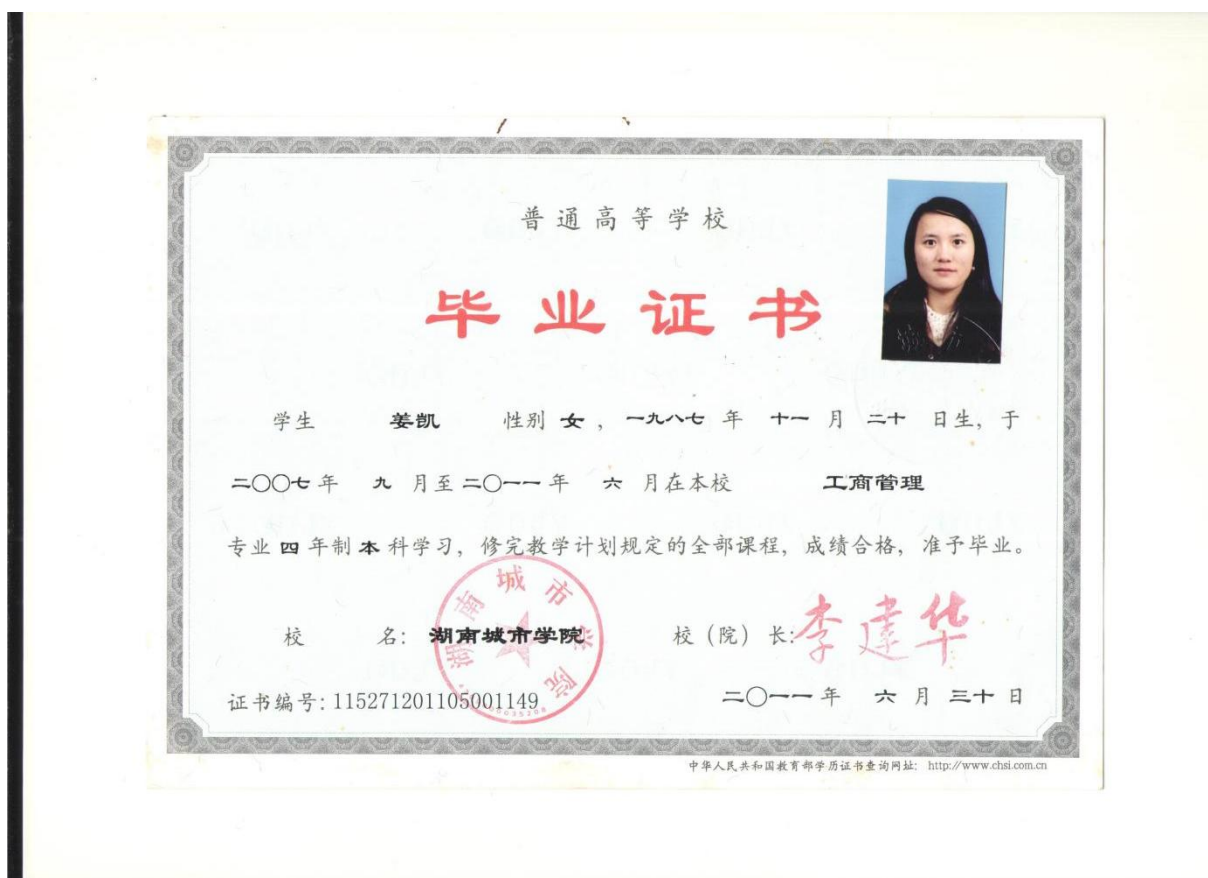 普通高等学校
毕业证书
学生 姜凯 性别 女 ，一九八七 年 十一 月 二十 日生，于
二〇〇七 年 九 月至 二〇一一 年 六 月在本校 工商管理
专业 四 年制 本 科学习，修完教学计划规定的全部课程，成绩合格，准予毕业。
湖南城市学院
校 名： 湖南城市学院 校（院）长： 李建华
证书编号：115271201105001149 二〇一一 年 六 月 三十 日
中华人民共和国教育部学历证书查询网址： http://www.chsi.com.cn